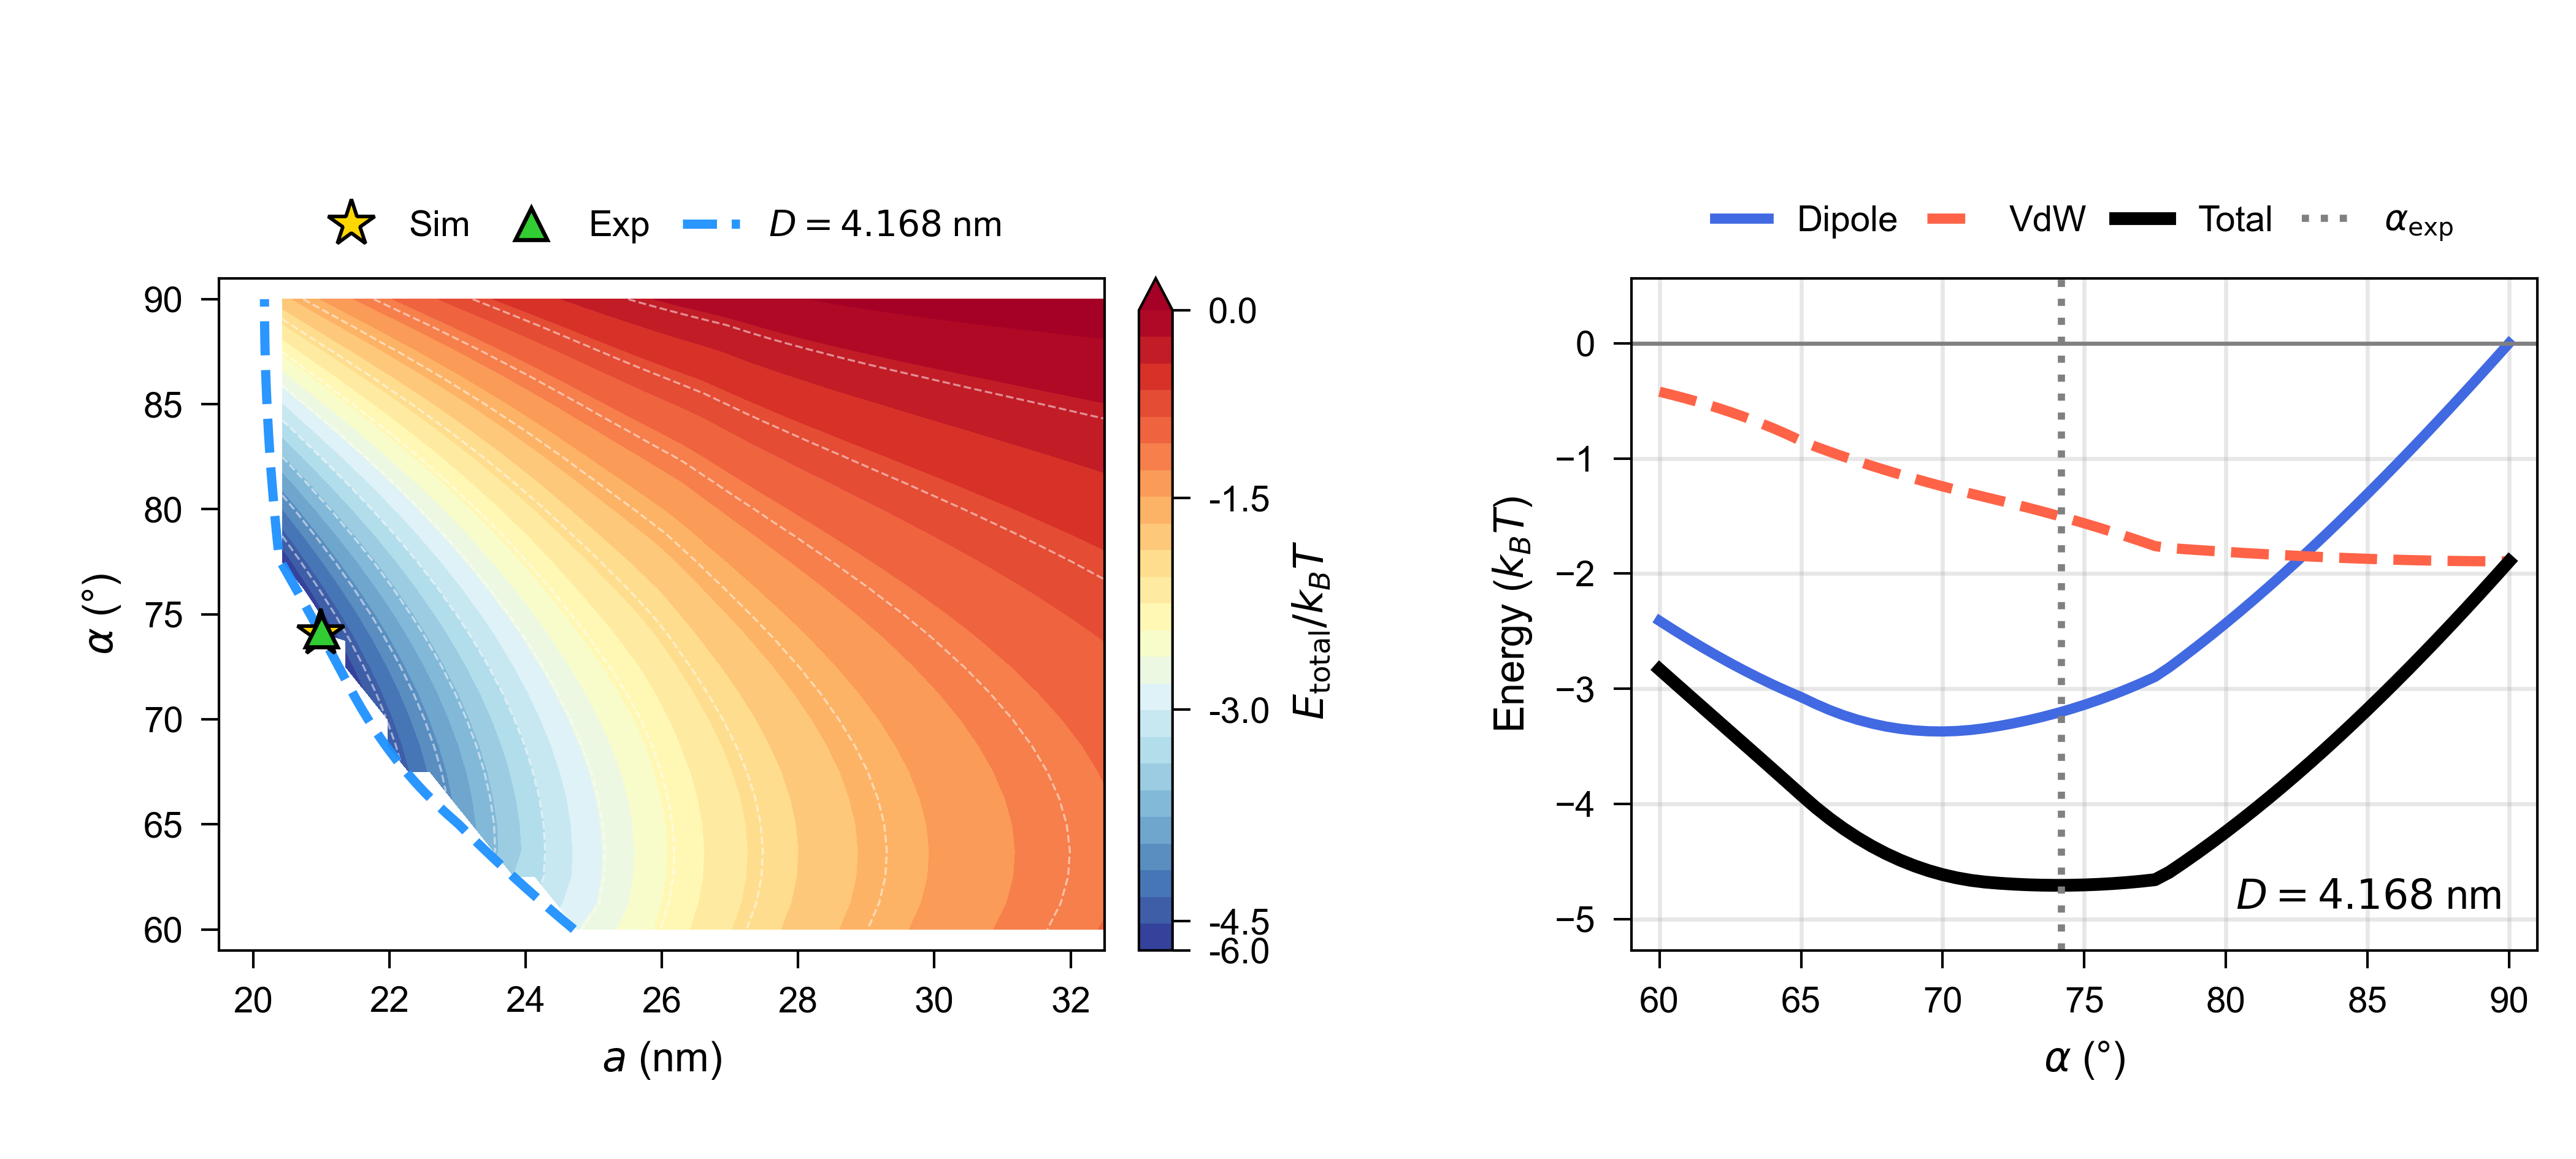 Sim Exp D = 4.168 nm
90
85
80
75
70
65
60
α (°)
20 22 24 26 28 30 32
a (nm)
0.0
-1.5
-3.0
-4.5
-6.0
E_total/k_BT
Dipole VdW Total α_exp
0
−1
−2
−3
−4
−5
Energy (k_BT)
D = 4.168 nm
60 65 70 75 80 85 90
α (°)